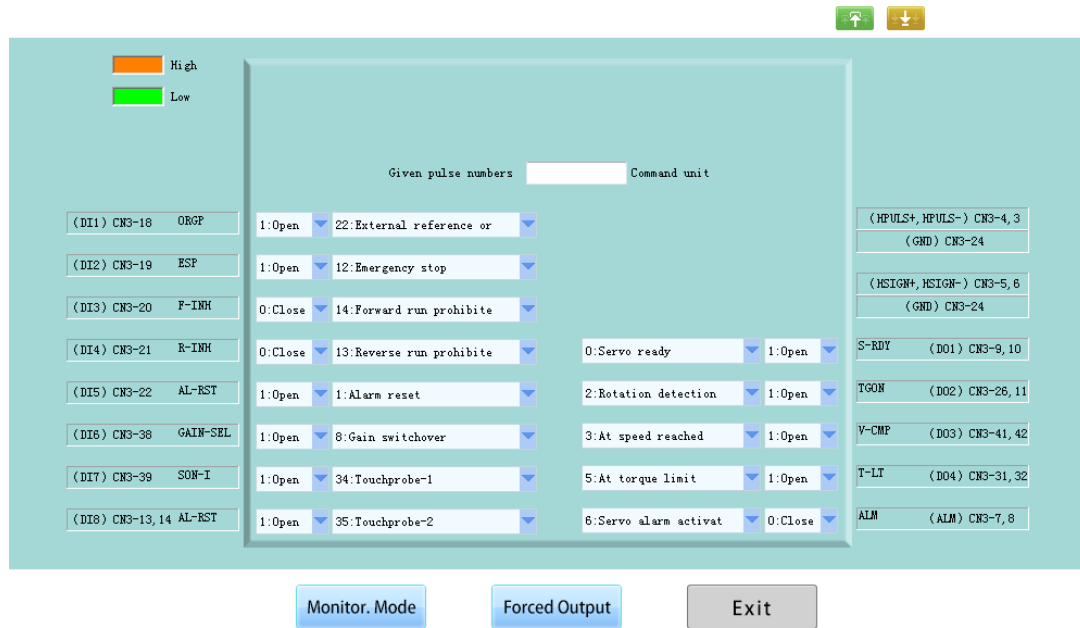 High
Low
Given pulse numbers Command unit
(DI1) CN3-18 ORGP 1:Open 22:External reference or (HPULS+,HPULS-) CN3-4,3
(GND) CN3-24
(DI2) CN3-19 ESP 1:Open 12:Emergency stop
(HSIGN+,HSIGN-) CN3-5,6
(DI3) CN3-20 F-INH 0:Close 14:Forward run prohibite (GND) CN3-24
(DI4) CN3-21 R-INH 0:Close 13:Reverse run prohibite 0:Servo ready 1:Open S-RDY (DO1) CN3-9,10
(DI5) CN3-22 AL-RST 1:Open 1:Alarm reset 2:Rotation detection 1:Open TGON (DO2) CN3-26,11
(DI6) CN3-38 GAIN-SEL 1:Open 8:Gain switchover 3:At speed reached 1:Open V-CMP (DO3) CN3-41,42
(DI7) CN3-39 SON-I 1:Open 34:Touchprobe-1 5:At torque limit 1:Open T-LT (DO4) CN3-31,32
(DI8) CN3-13,14 AL-RST 1:Open 35:Touchprobe-2 6:Servo alarm activat 0:Close ALM (ALM) CN3-7,8
Monitor. Mode Forced Output Exit